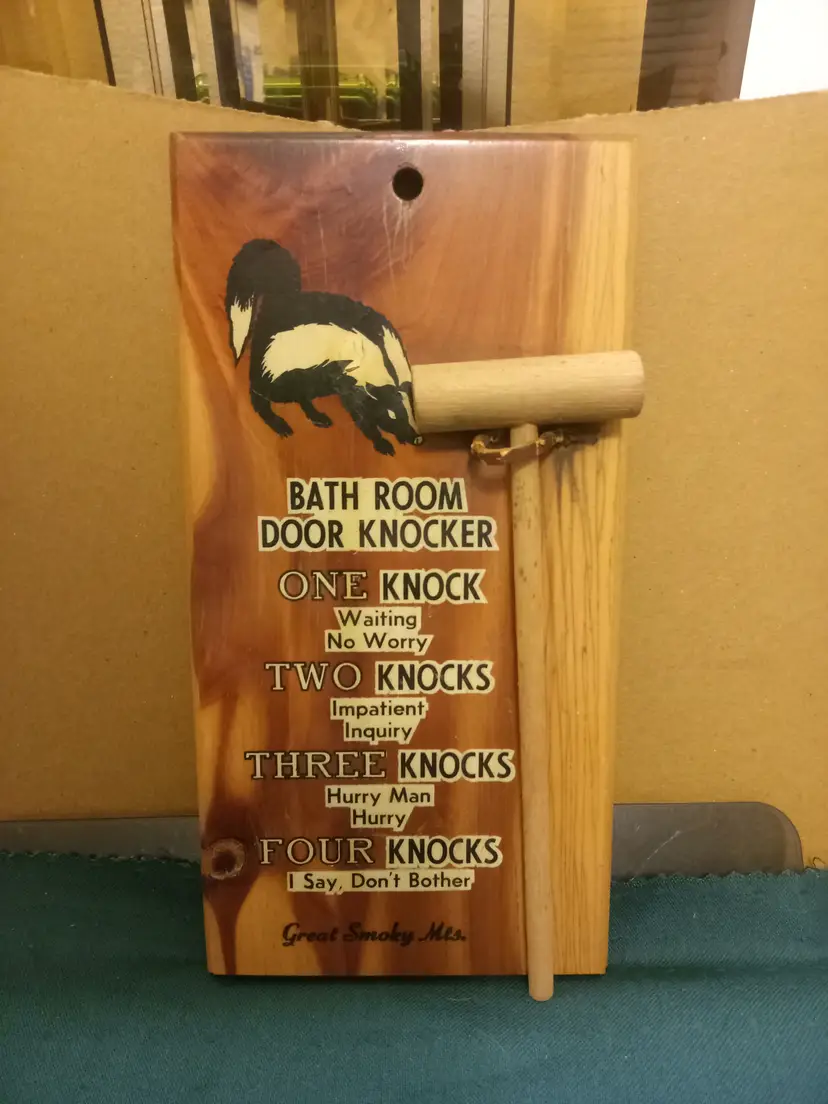 BATH ROOM
DOOR KNOCKER
ONE KNOCK
Waiting
No Worry
TWO KNOCKS
Impatient
Inquiry
THREE KNOCKS
Hurry Man
Hurry
FOUR KNOCKS
I Say, Don't Bother
Great Smoky Mts.